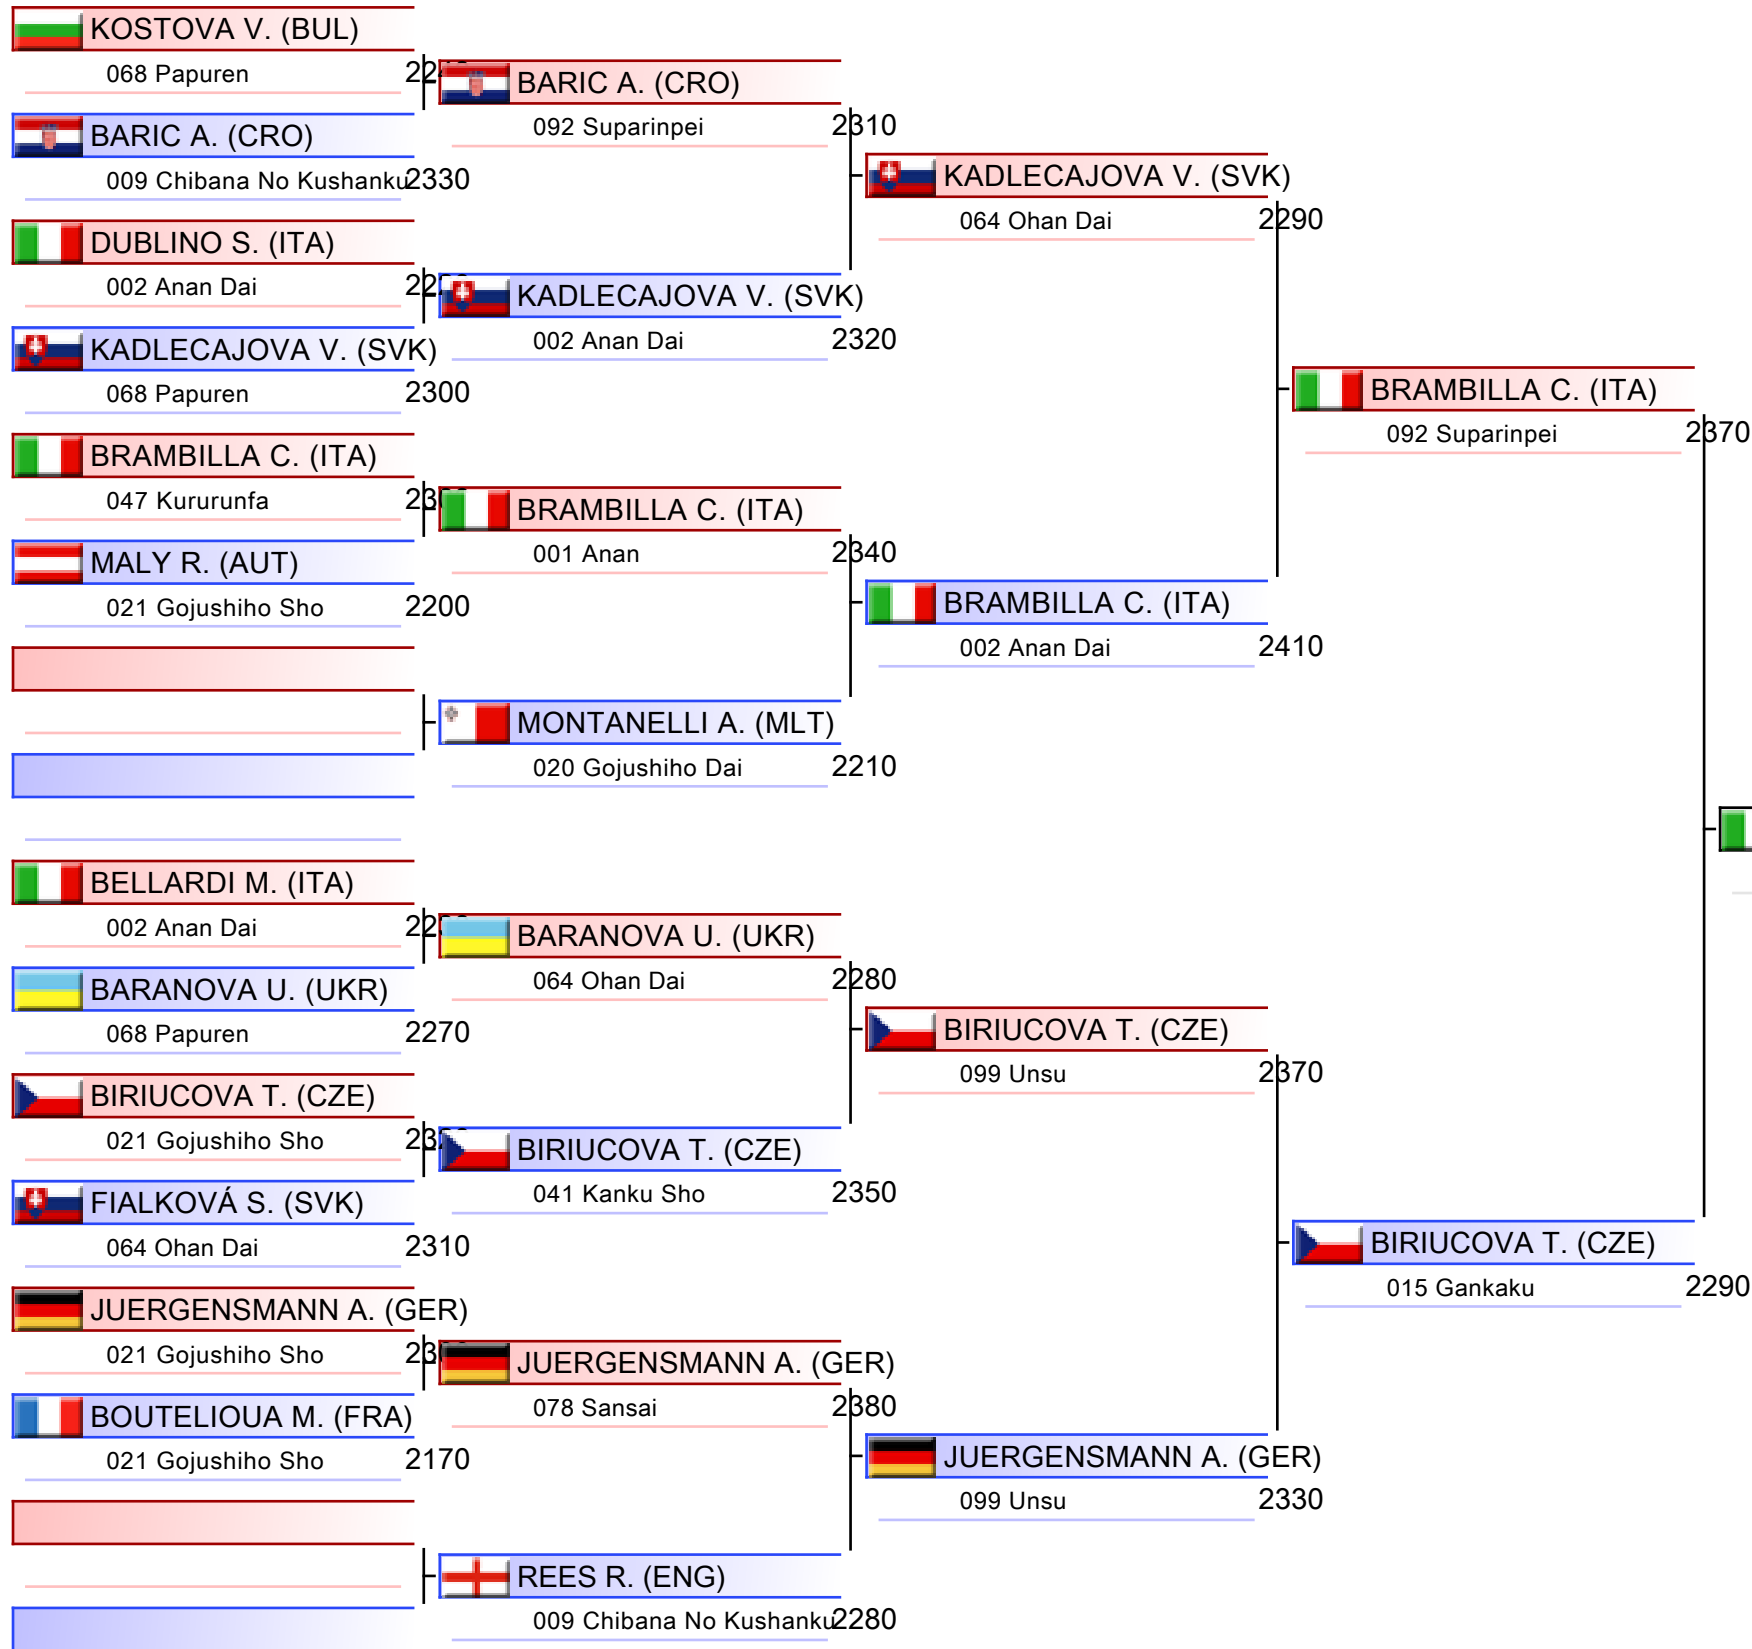 KOSTOVA V. (BUL)
068 Papuren
BARIC A. (CRO)
009 Chibana No Kushanku 2330
DUBLINO S. (ITA)
002 Anan Dai
KADLECAJOVA V. (SVK)
068 Papuren 2300
BRAMBILLA C. (ITA)
047 Kururunfa
MALY R. (AUT)
021 Gojushiho Sho 2200
BELLARDI M. (ITA)
002 Anan Dai
BARANOVA U. (UKR)
068 Papuren 2270
BIRIUCOVA T. (CZE)
021 Gojushiho Sho
FIALKOVÁ S. (SVK)
064 Ohan Dai 2310
JUERGENSMANN A. (GER)
021 Gojushiho Sho
BOUTELIOUA M. (FRA)
021 Gojushiho Sho 2170
BARIC A. (CRO)
092 Suparinpei 2310
KADLECAJOVA V. (SVK)
002 Anan Dai 2320
BRAMBILLA C. (ITA)
001 Anan 2340
MONTANELLI A. (MLT)
020 Gojushiho Dai 2210
BARANOVA U. (UKR)
064 Ohan Dai 2280
BIRIUCOVA T. (CZE)
041 Kanku Sho 2350
JUERGENSMANN A. (GER)
078 Sansai 2380
REES R. (ENG)
009 Chibana No Kushanku 2280
KADLECAJOVA V. (SVK)
064 Ohan Dai 2290
BRAMBILLA C. (ITA)
002 Anan Dai 2410
BIRIUCOVA T. (CZE)
099 Unsu 2370
JUERGENSMANN A. (GER)
099 Unsu 2330
BRAMBILLA C. (ITA)
092 Suparinpei 2370
BIRIUCOVA T. (CZE)
015 Gankaku 2290